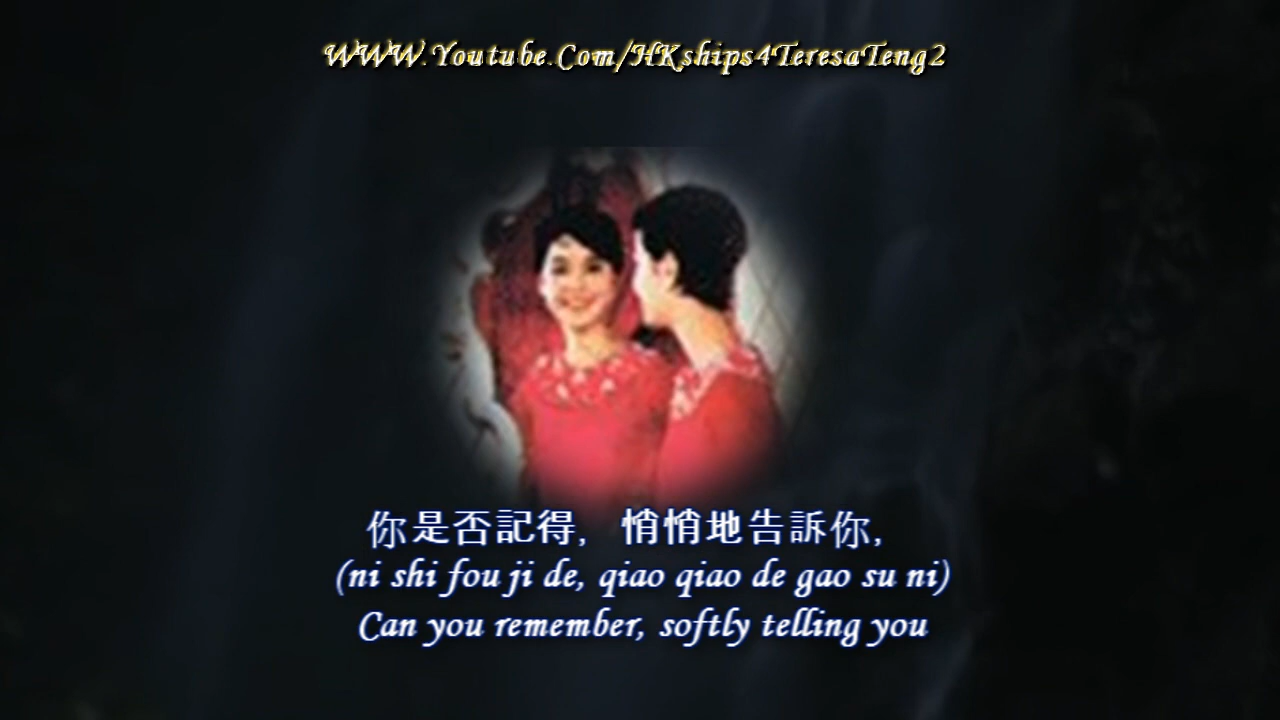 WWW.Youtube.Com/HKships4TeresaTeng2
你是否記得, 悄悄地告訴你,
(ni shi fou ji de, qiao qiao de gao su ni)
Can you remember, softly telling you